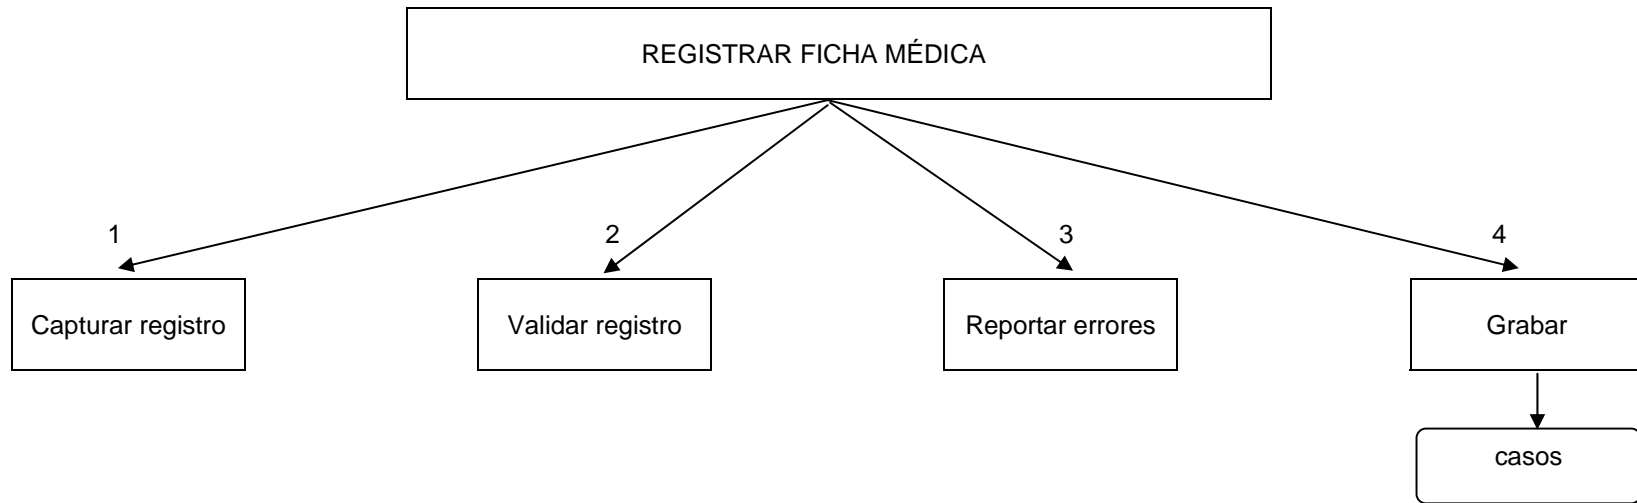 REGISTRAR FICHA MÉDICA
1
2
3
4
Capturar registro
Validar registro
Reportar errores
Grabar
casos